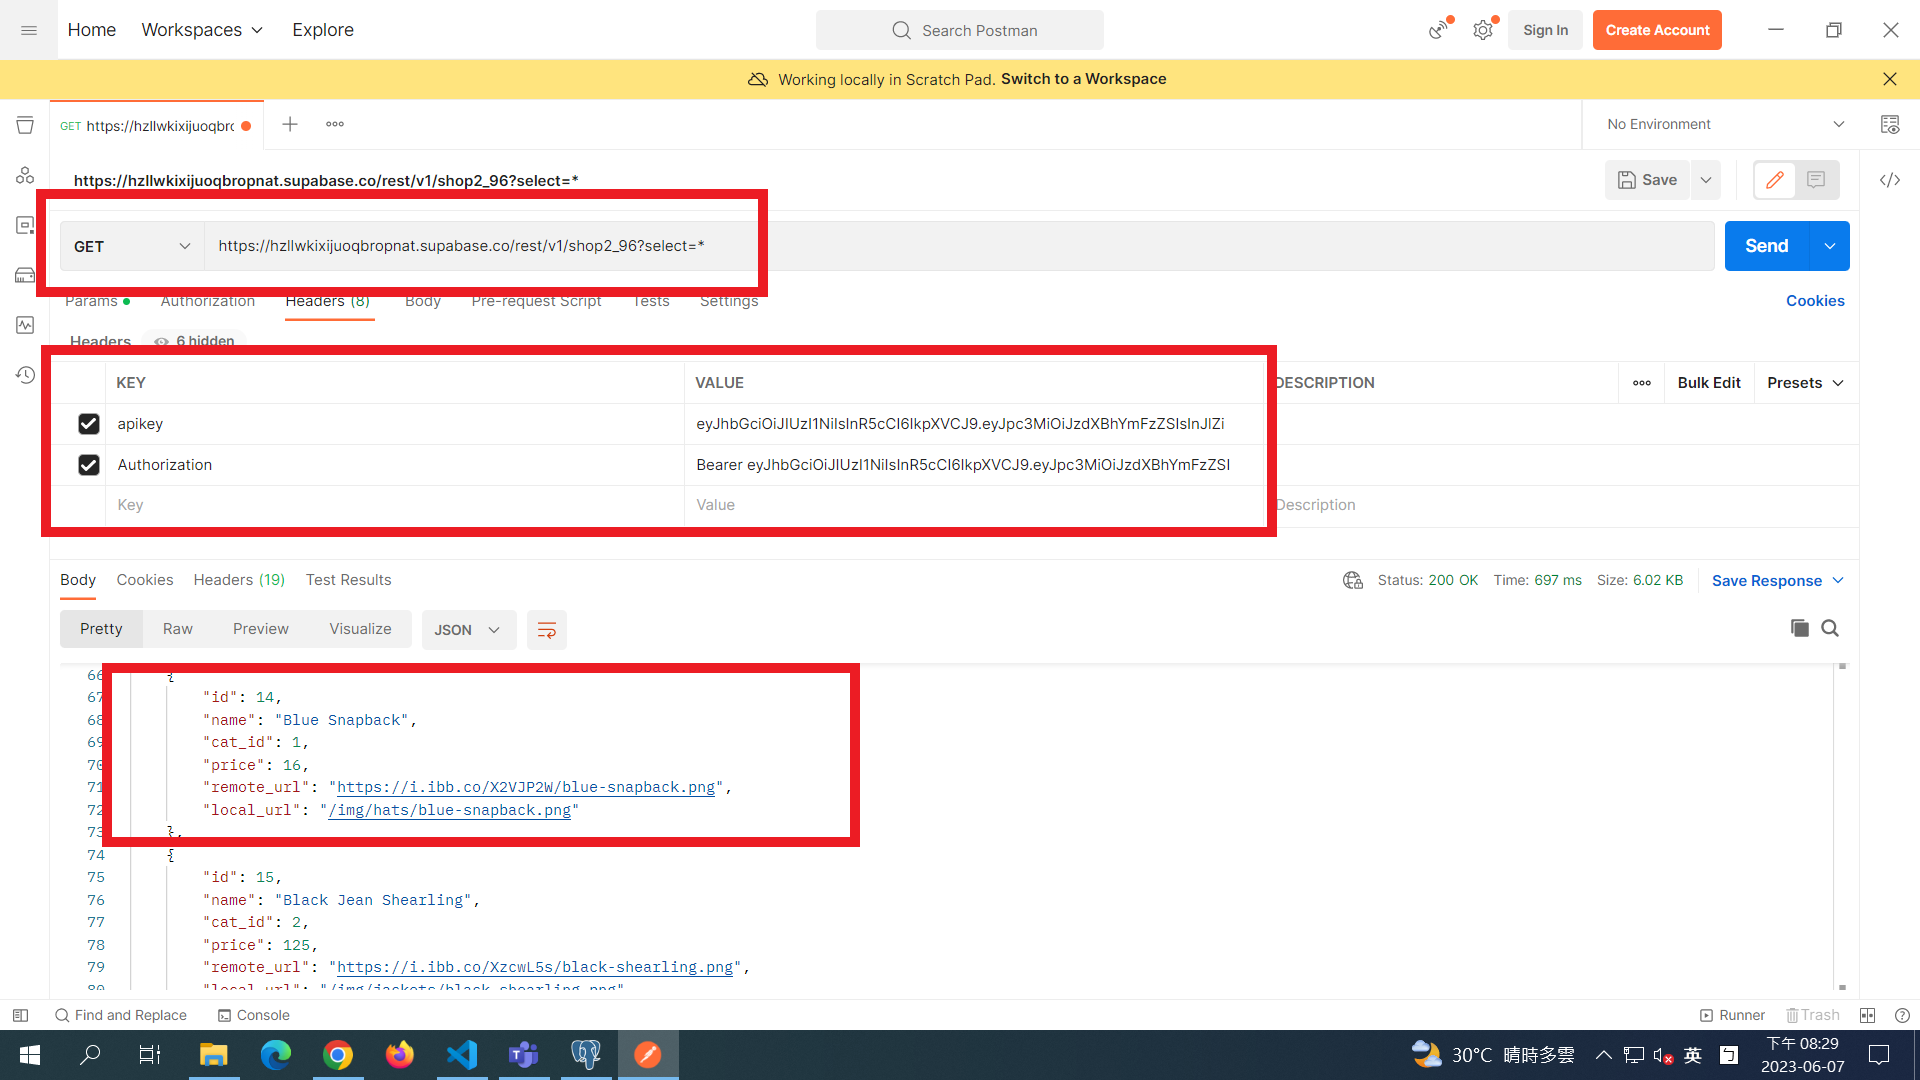 Home Workspaces Explore Search Postman Sign In Create Account
Working locally in Scratch Pad. Switch to a Workspace
GET https://hzllwkixijuoqbrc No Environment
https://hzllwkixijuoqbropnat.supabase.co/rest/v1/shop2_96?select=* Save
GET https://hzllwkixijuoqbropnat.supabase.co/rest/v1/shop2_96?select=* Send
Params Authorization Headers (8) Body Pre-request Script Tests Settings Cookies
Headers 6 hidden
KEY VALUE DESCRIPTION Bulk Edit Presets
apikey eyJhbGciOiJIUzI1NiIsInR5cCI6IkpXVCJ9.eyJpc3MiOiJzdXBhYmFzZSIsInJlZi
Authorization Bearer eyJhbGciOiJIUzI1NiIsInR5cCI6IkpXVCJ9.eyJpc3MiOiJzdXBhYmFzZSI
Key Value Description
Body Cookies Headers (19) Test Results Status: 200 OK Time: 697 ms Size: 6.02 KB Save Response
Pretty Raw Preview Visualize JSON
66 {
67 "id": 14,
68 "name": "Blue Snapback",
69 "cat_id": 1,
70 "price": 16,
71 "remote_url": "https://i.ibb.co/X2VJP2W/blue-snapback.png",
72 "local_url": "/img/hats/blue-snapback.png"
73 },
74 {
75 "id": 15,
76 "name": "Black Jean Shearling",
77 "cat_id": 2,
78 "price": 125,
79 "remote_url": "https://i.ibb.co/XzcwL5s/black-shearling.png",
80 "local_url": "/img/jackets/black-shearling.png"
Find and Replace Console Runner Trash
30°C 晴時多雲 英 下午 08:29
2023-06-07